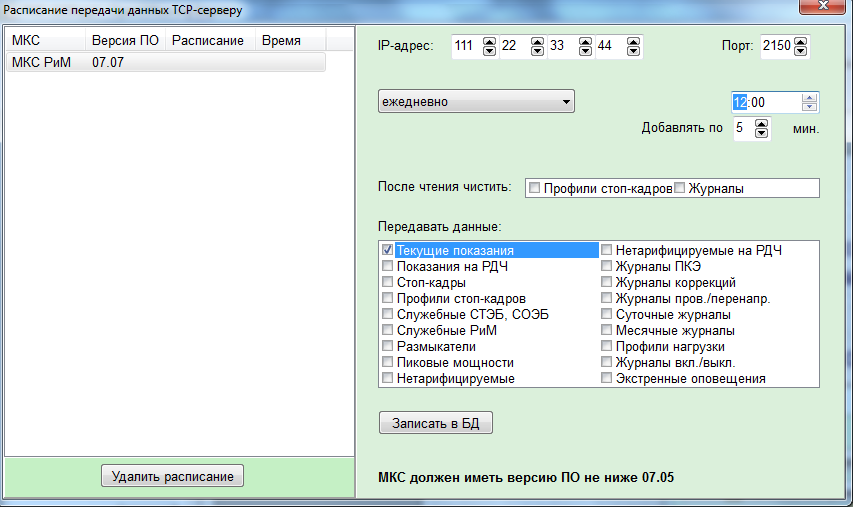 Расписание передачи данных TCP-серверу
МКС Версия ПО Расписание Время
МКС РиМ 07.07
Удалить расписание
IP-адрес: 111 22 33 44 Порт: 2150
ежедневно 12:00
Добавлять по 5 мин.
После чтения чистить: Профили стоп-кадров Журналы
Передавать данные:
Текущие показания Нетарифицируемые на РДЧ
Показания на РДЧ Журналы ПКЭ
Стоп-кадры Журналы коррекций
Профили стоп-кадров Журналы пров./перенапр.
Служебные СТЭБ, СОЭБ Суточные журналы
Служебные РиМ Месячные журналы
Размыкатели Профили нагрузки
Пиковые мощности Журналы вкл./выкл.
Нетарифицируемые Экстренные оповещения
Записать в БД
МКС должен иметь версию ПО не ниже 07.05